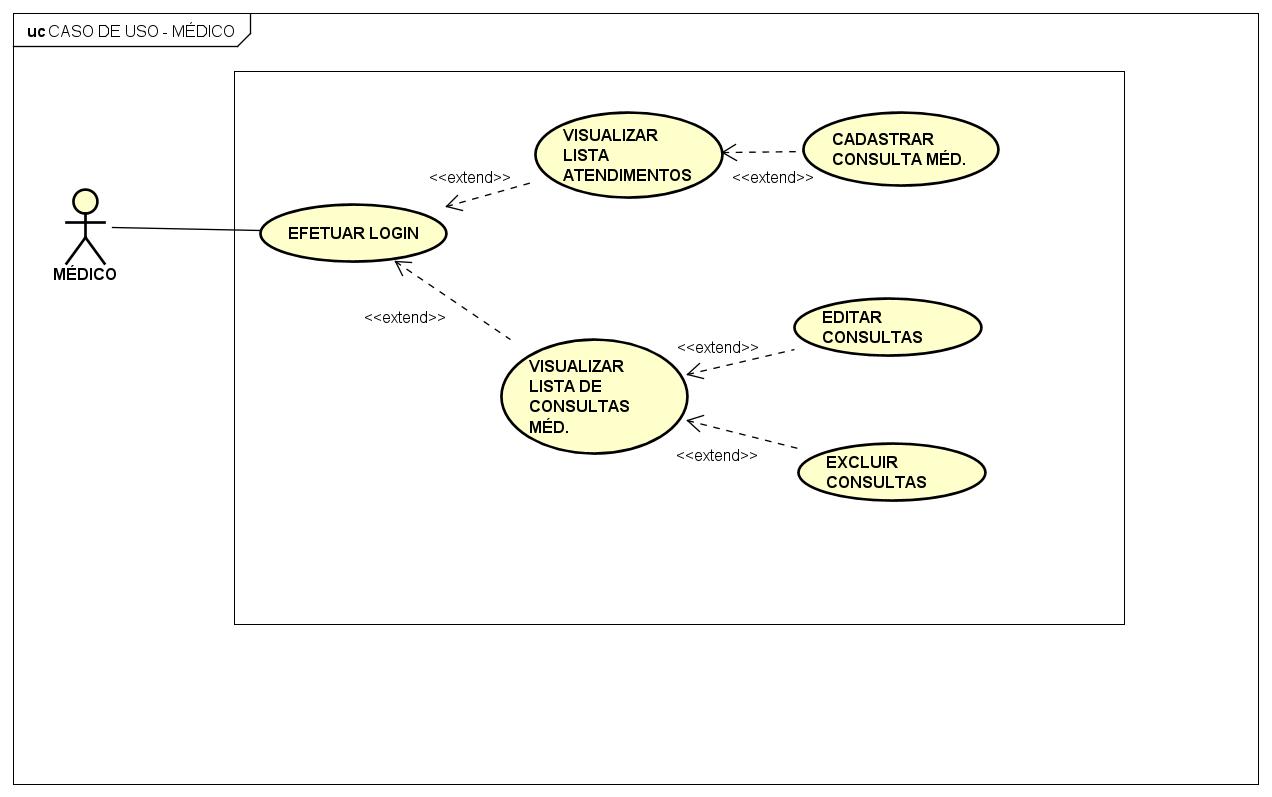 uc CASO DE USO - MÉDICO
VISUALIZAR
LISTA
ATENDIMENTOS
CADASTRAR
CONSULTA MÉD.
<<extend>>
<<extend>>
EFETUAR LOGIN
MÉDICO
<<extend>>
VISUALIZAR
LISTA DE
CONSULTAS
MÉD.
<<extend>>
EDITAR
CONSULTAS
<<extend>>
EXCLUIR
CONSULTAS